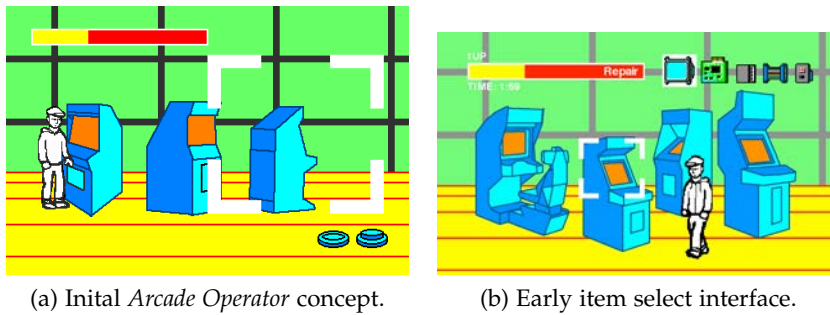 1UP
Repair
TIME: 1:59
(a) Inital Arcade Operator concept.
(b) Early item select interface.